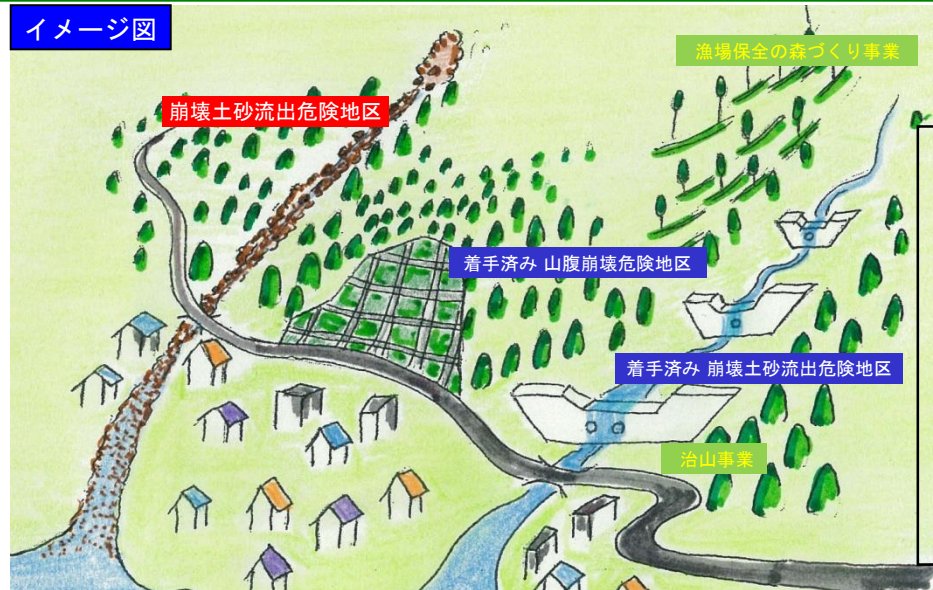 イメージ図
漁場保全の森づくり事業
崩壊土砂流出危険地区
着手済み 山腹崩壊危険地区
着手済み 崩壊土砂流出危険地区
治山事業